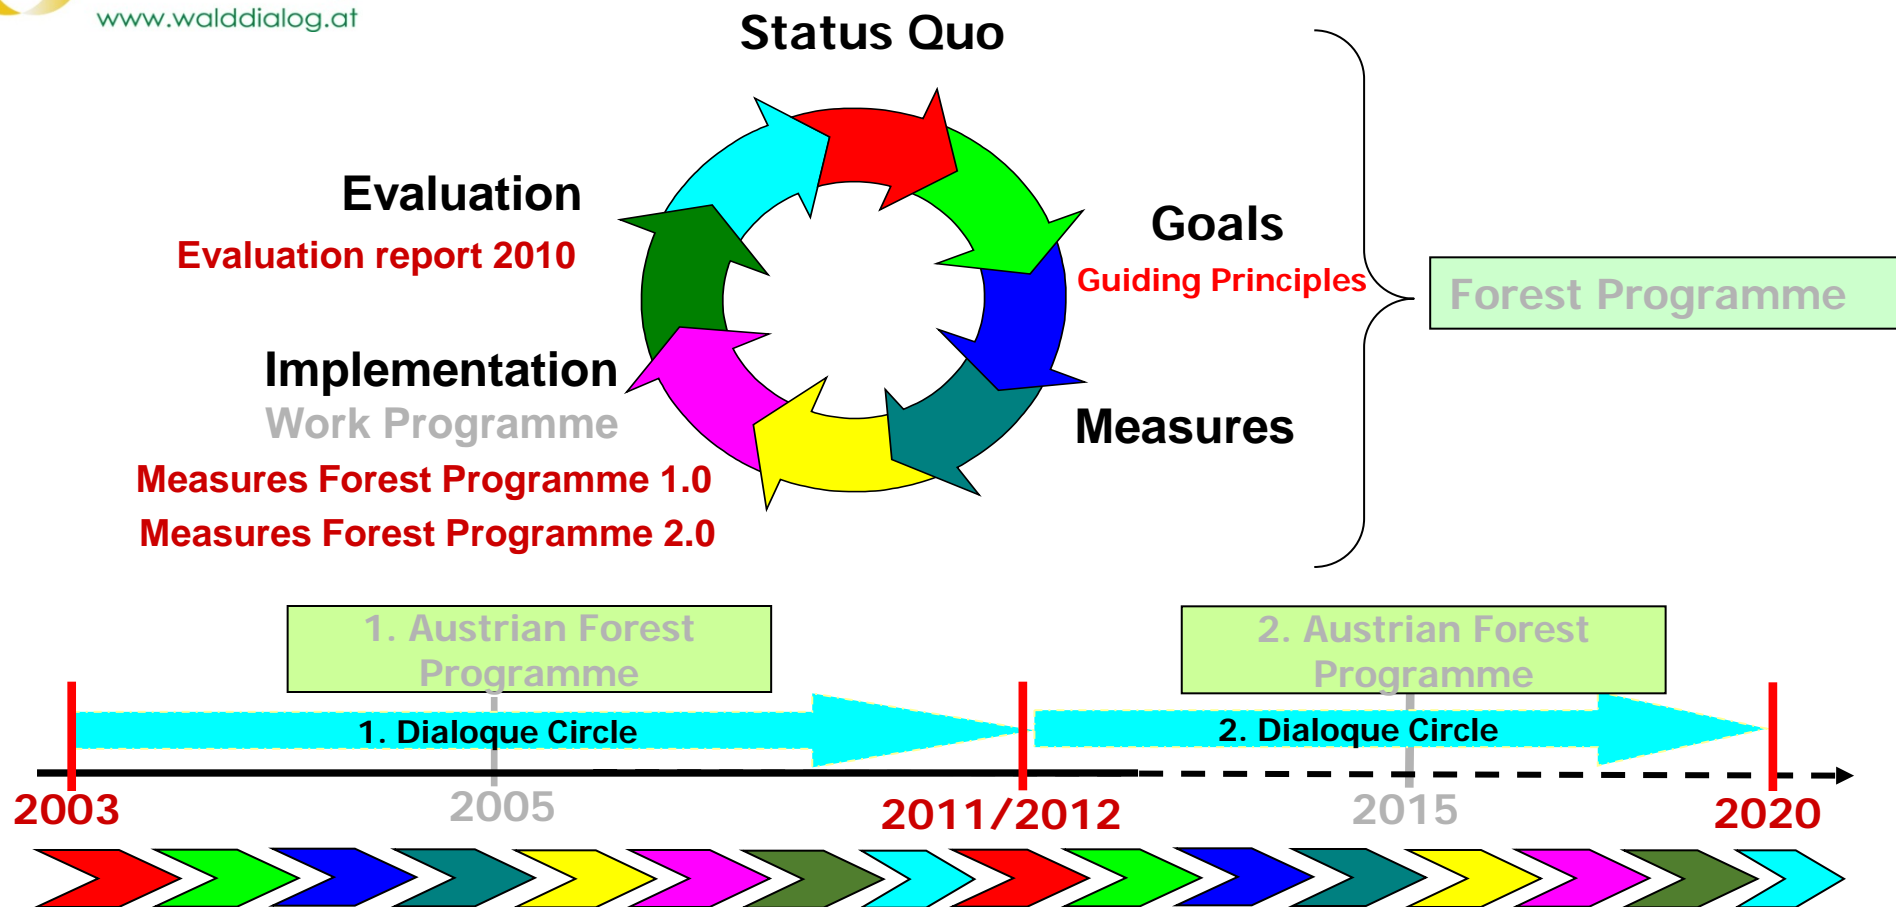 www.walddialog.at
Status Quo
Evaluation
Evaluation report 2010
Goals
Guiding Principles
Forest Programme
Implementation
Work Programme
Measures Forest Programme 1.0
Measures Forest Programme 2.0
Measures
1. Austrian Forest
Programme
2. Austrian Forest
Programme
1. Dialoque Circle
2. Dialoque Circle
2003
2005
2011/2012
2015
2020